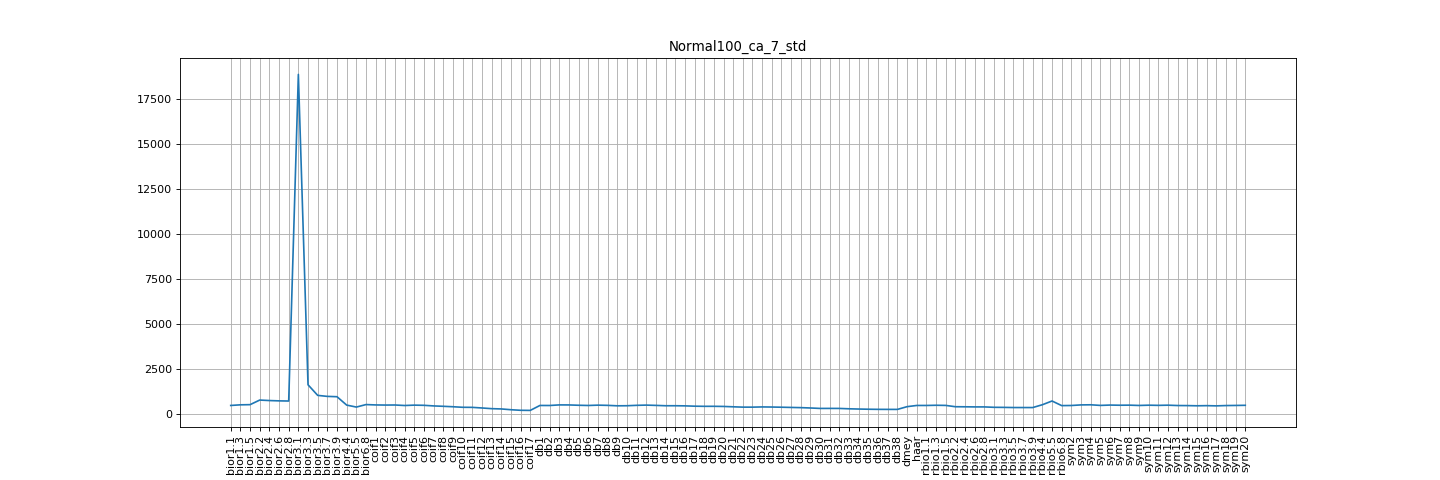 Normal100_ca_7_std
17500
15000
12500
10000
7500
5000
2500
0
bior1.1
bior1.3
bior1.5
bior2.2
bior2.4
bior2.6
bior2.8
bior3.1
bior3.3
bior3.5
bior3.7
bior3.9
bior4.4
bior5.5
bior6.8
coif1
coif2
coif3
coif4
coif5
coif6
coif7
coif8
coif9
coif10
coif11
coif12
coif13
coif14
coif15
coif16
coif17
db1
db2
db3
db4
db5
db6
db7
db8
db9
db10
db11
db12
db13
db14
db15
db16
db17
db18
db19
db20
db21
db22
db23
db24
db25
db26
db27
db28
db29
db30
db31
db32
db33
db34
db35
db36
db37
db38
dmey
haar
rbio1.1
rbio1.3
rbio1.5
rbio2.2
rbio2.4
rbio2.6
rbio2.8
rbio3.1
rbio3.3
rbio3.5
rbio3.7
rbio3.9
rbio4.4
rbio5.5
rbio6.8
sym2
sym3
sym4
sym5
sym6
sym7
sym8
sym9
sym10
sym11
sym12
sym13
sym14
sym15
sym16
sym17
sym18
sym19
sym20